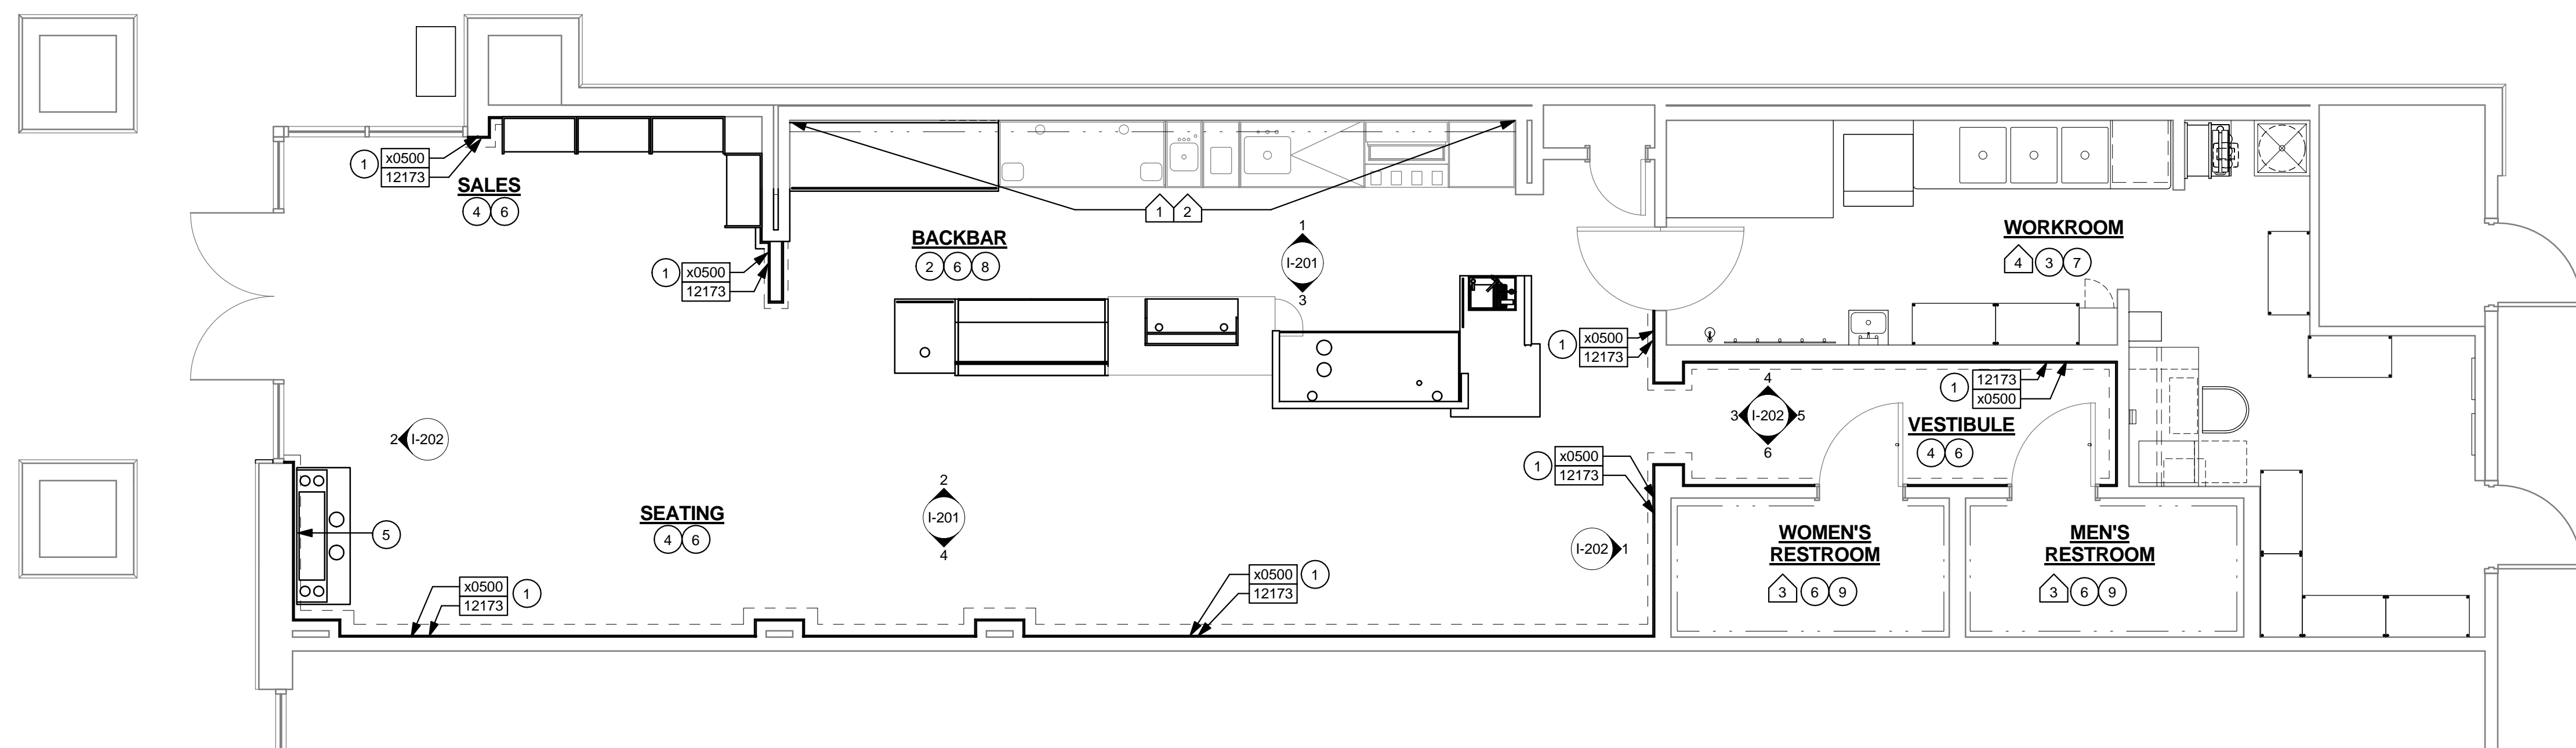 1
x0500
12173
SALES
4 6
1
x0500
12173
BACKBAR
2 6 8
1 2
1
I-201
3
WORKROOM
4 3 7
1
x0500
12173
1
12173
x0500
4
3 I-202 5
6
VESTIBULE
4 6
2 I-202
1
x0500
12173
SEATING
4 6
2
I-201
4
5
I-202 1
WOMEN'S
RESTROOM
3 6 9
MEN'S
RESTROOM
3 6 9
x0500
12173
1
x0500
12173
1